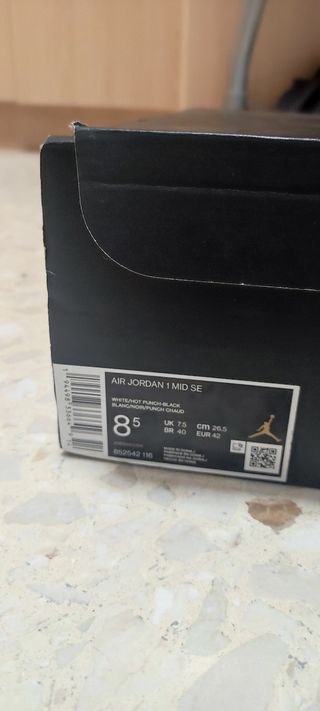 AIR JORDAN 1 MID SE
WHITE/HOT PUNCH-BLACK
BLANC/NOIR/PUNCH CHAUD
8.5 UK 7.5 cm 26.5
BR 40 EUR 42
852542 116